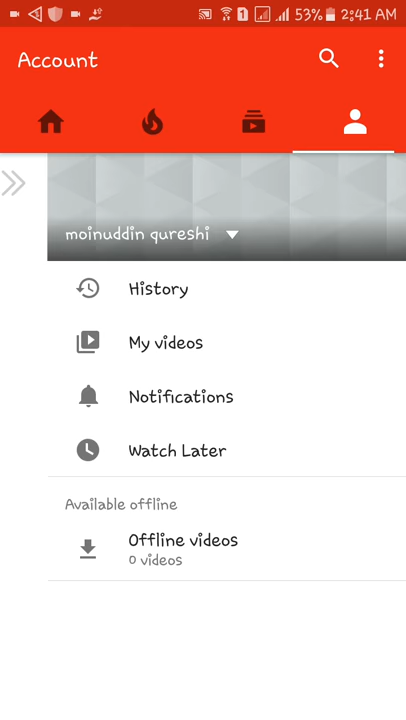 53% 2:41 AM
Account
moinuddin qureshi
History
My videos
Notifications
Watch Later
Available offline
Offline videos
0 videos